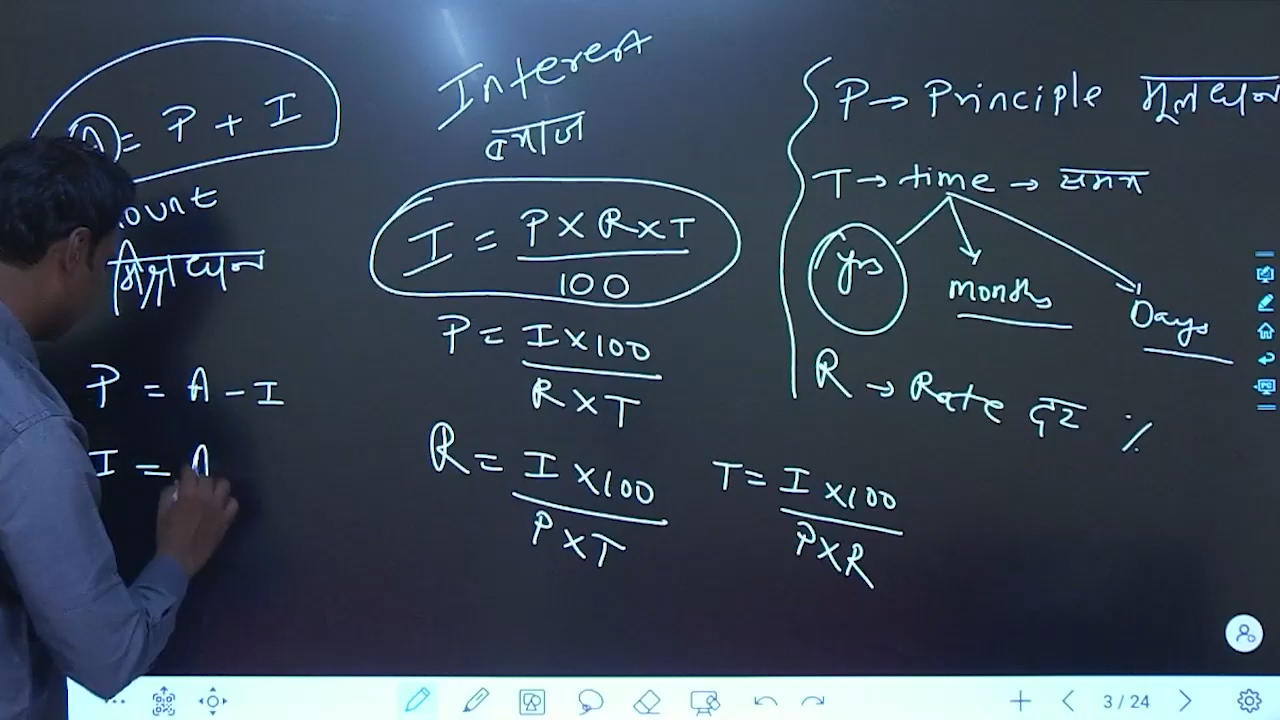 A = P + I
ount
मिश्रधन
P = A - I
I = A
Interest
ब्याज
I = P X R X T
100
P = I X 100
R X T
R = I X 100
P X T
T = I X 100
P X R
P → Principle मूलधन
T → time → समय
yrs months Days
R → Rate दर %
3 / 24